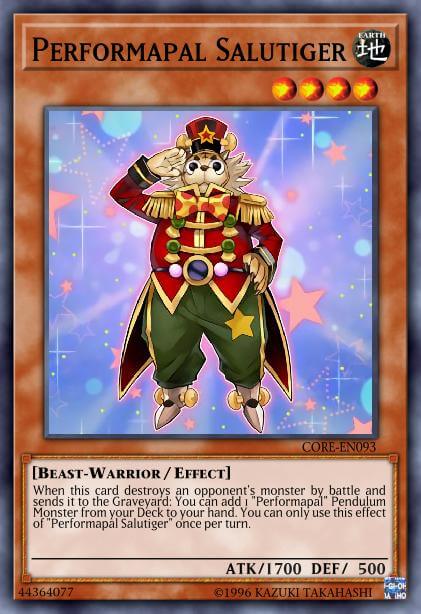 PERFORMAPAL SALUTIGER
EARTH
地
CORE-EN093
[BEAST-WARRIOR / EFFECT]
When this card destroys an opponent's monster by battle and
sends it to the Graveyard: You can add 1 "Performapal" Pendulum
Monster from your Deck to your hand. You can only use this effect
of "Performapal Salutiger" once per turn.
ATK/1700 DEF/ 500
44364077
©1996 KAZUKI TAKAHASHI